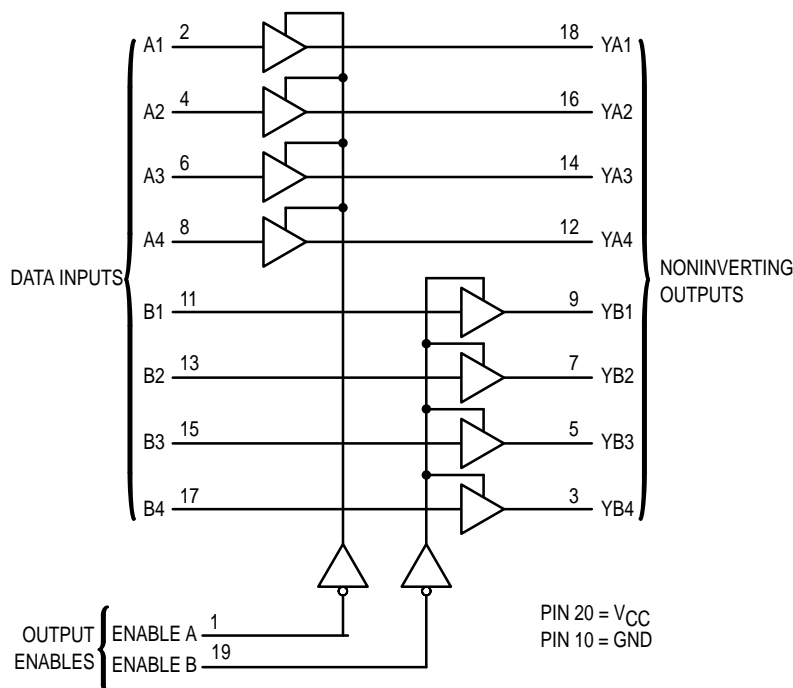 A1 2 18 YA1
A2 4 16 YA2
A3 6 14 YA3
A4 8 12 YA4
DATA INPUTS
NONINVERTING
OUTPUTS
B1 11 9 YB1
B2 13 7 YB2
B3 15 5 YB3
B4 17 3 YB4
OUTPUT
ENABLES
ENABLE A 1
ENABLE B 19
PIN 20 = VCC
PIN 10 = GND